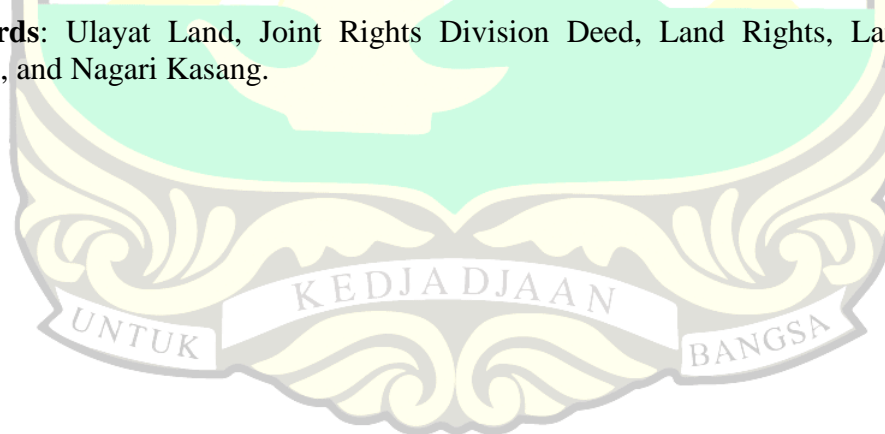 rds: Ulayat Land, Joint Rights Division Deed, Land Rights, La
, and Nagari Kasang.
KEDJADJAAN
UNTUK
BANGSA